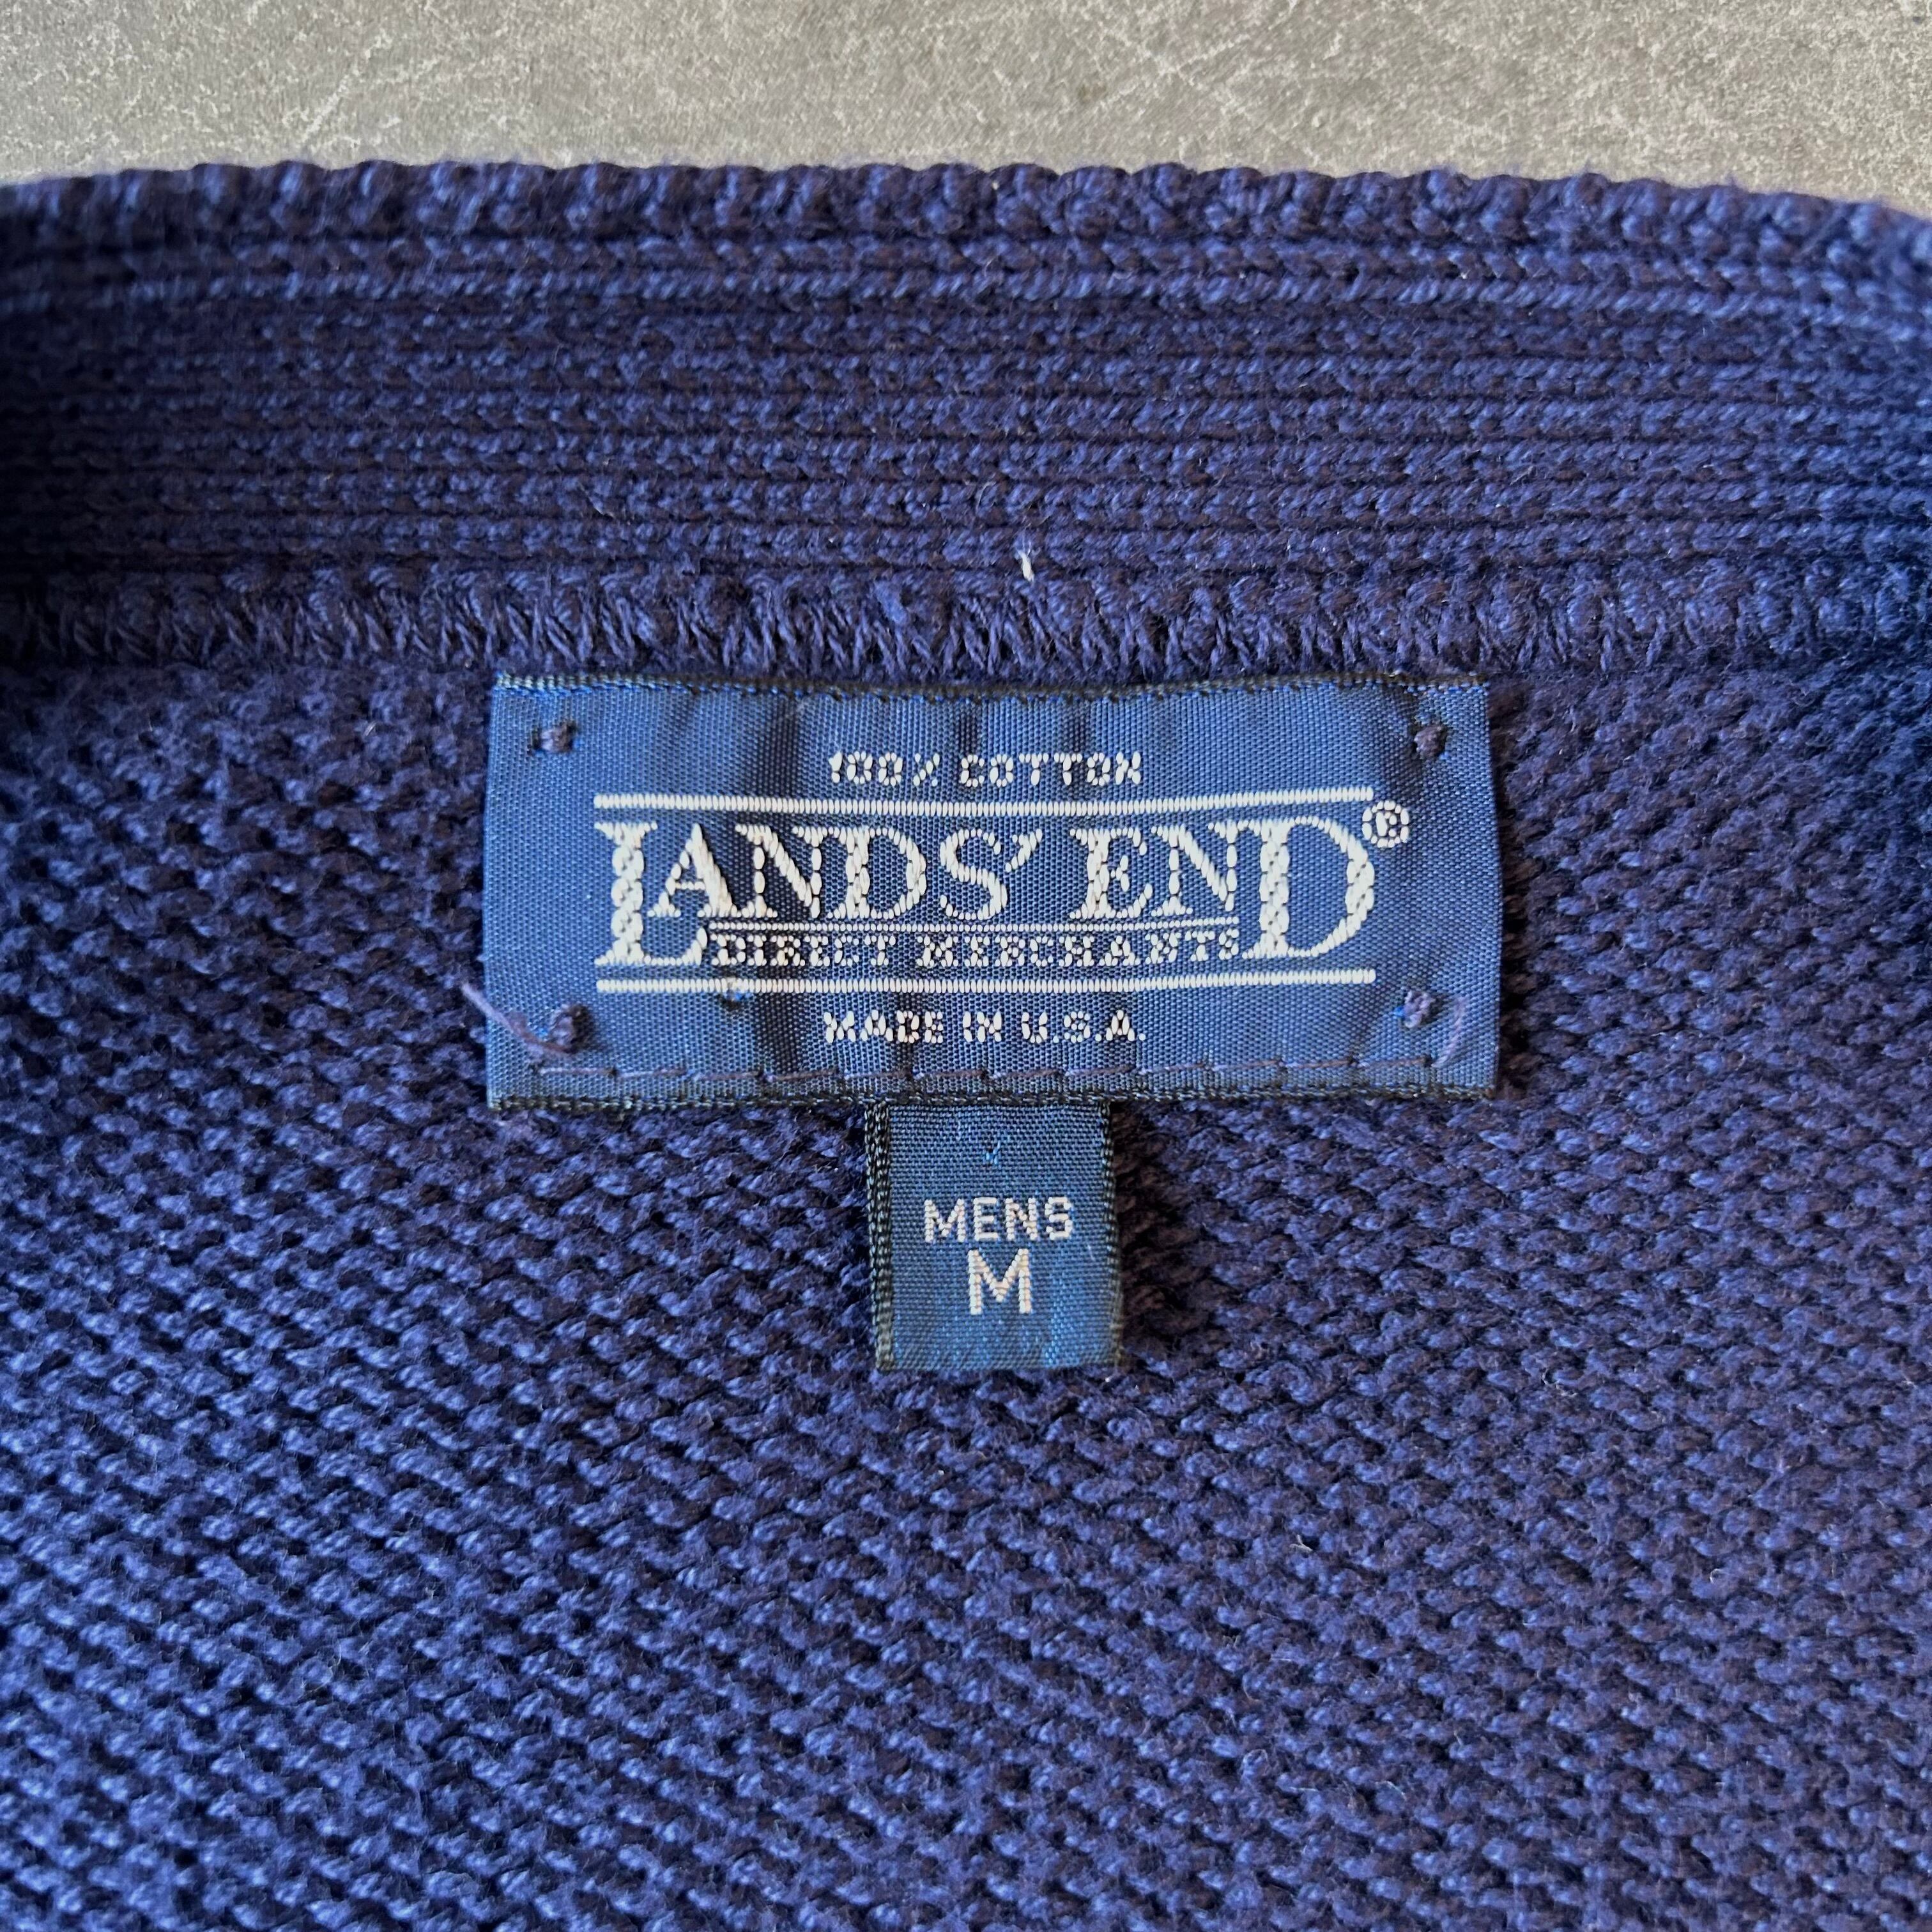 100% COTTON
LANDS' END®
DIRECT MERCHANTS
MADE IN U.S.A.
MENS
M